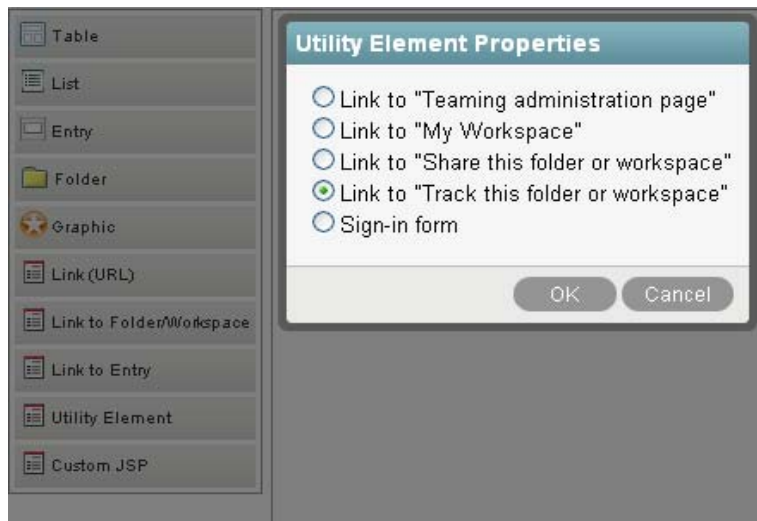 Table
List
Entry
Folder
Graphic
Link (URL)
Link to Folder/Workspace
Link to Entry
Utility Element
Custom JSP
Utility Element Properties
Link to "Teaming administration page"
Link to "My Workspace"
Link to "Share this folder or workspace"
Link to "Track this folder or workspace"
Sign-in form
OK Cancel